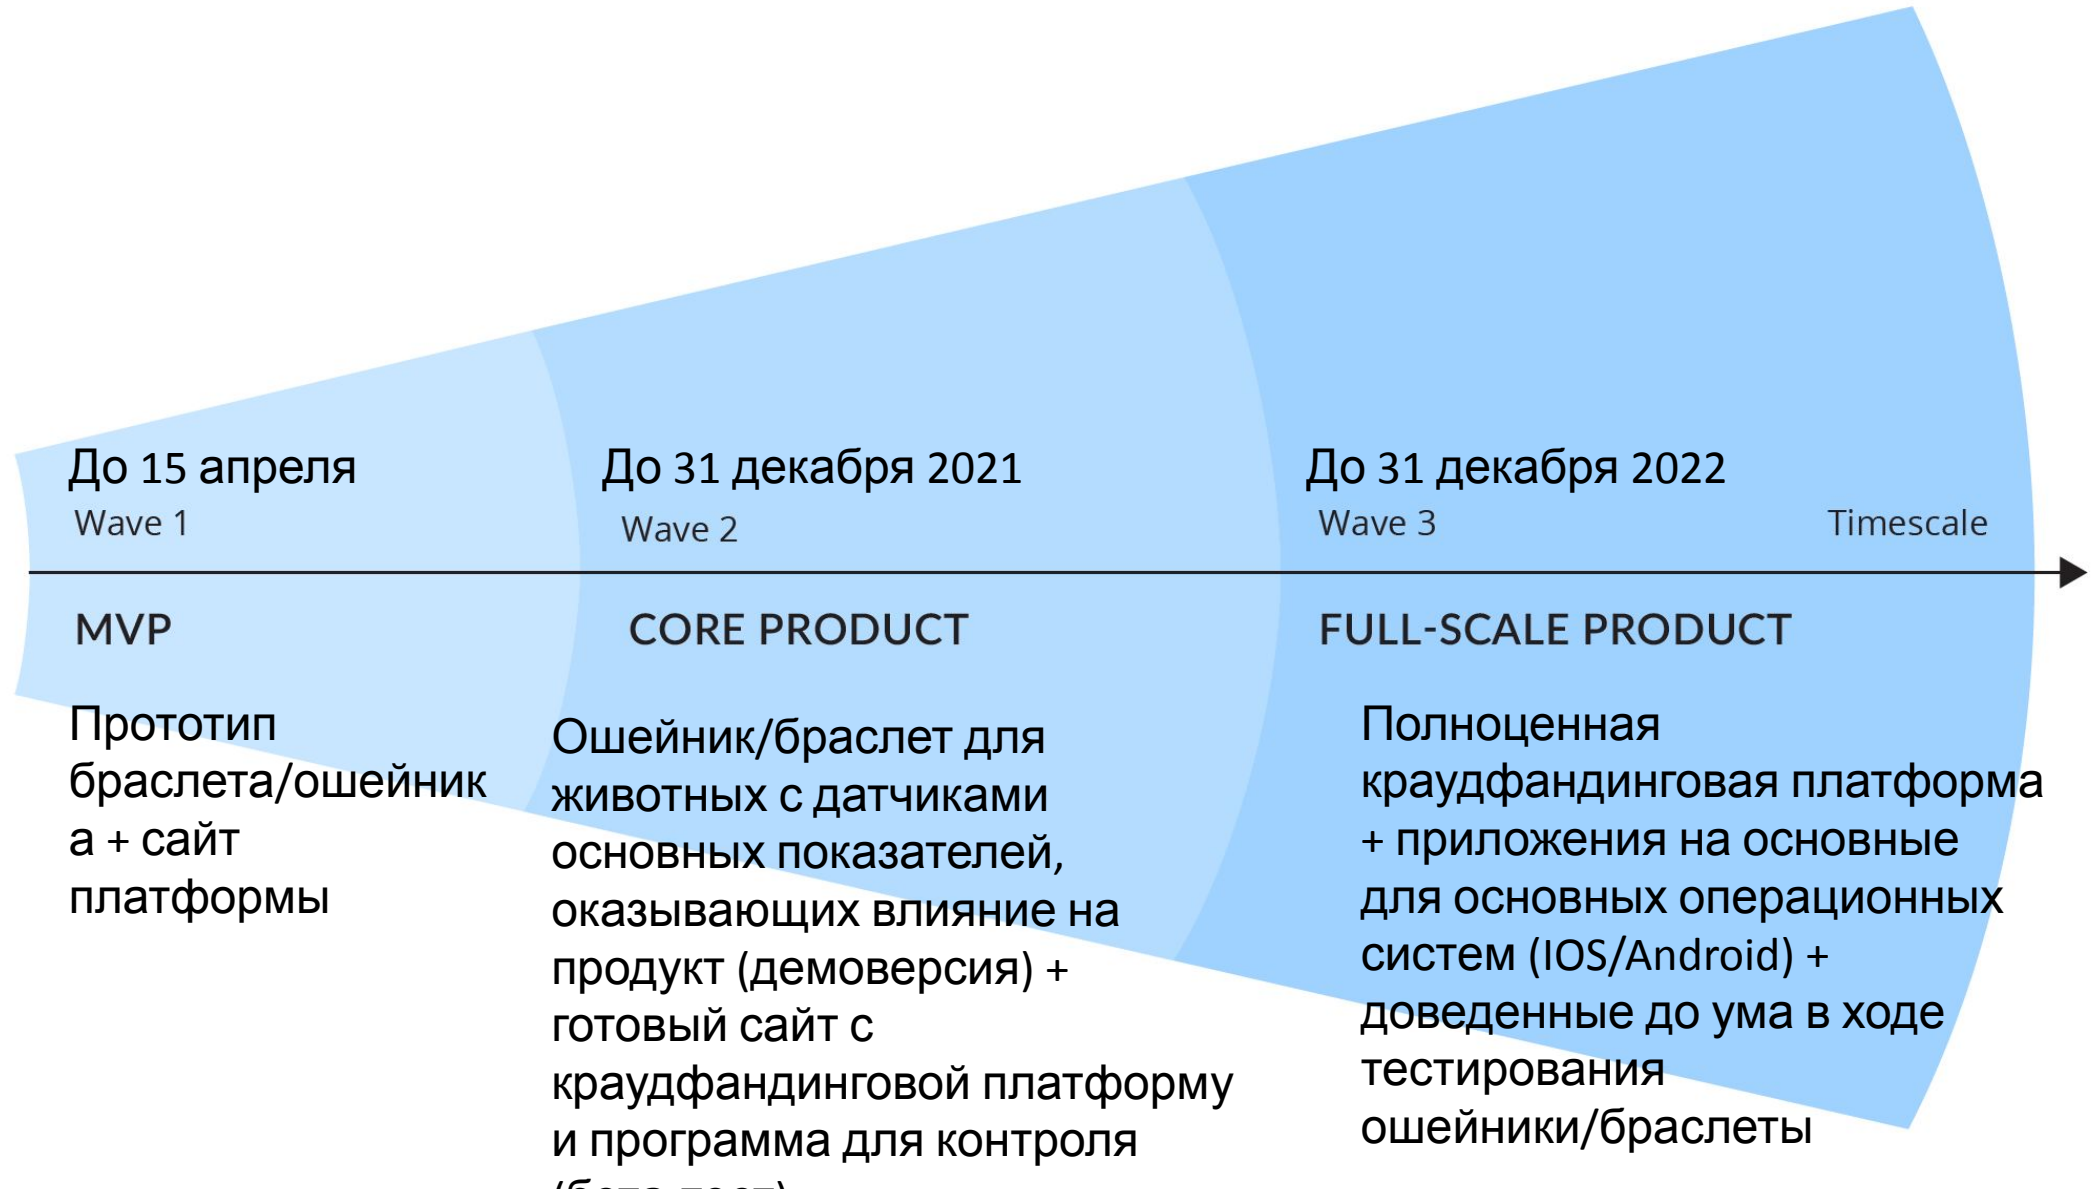 До 15 апреля
Wave 1
До 31 декабря 2021
Wave 2
До 31 декабря 2022
Wave 3
Timescale
MVP
CORE PRODUCT
FULL-SCALE PRODUCT
Прототип
браслета/ошейник
а + сайт
платформы
Ошейник/браслет для
животных с датчиками
основных показателей,
оказывающих влияние на
продукт (демоверсия) +
готовый сайт с
краудфандинговой платформу
и программа для контроля
Полноценная
краудфандинговая платформа
+ приложения на основные
для основных операционных
систем (IOS/Android) +
доведенные до ума в ходе
тестирования
ошейники/браслеты